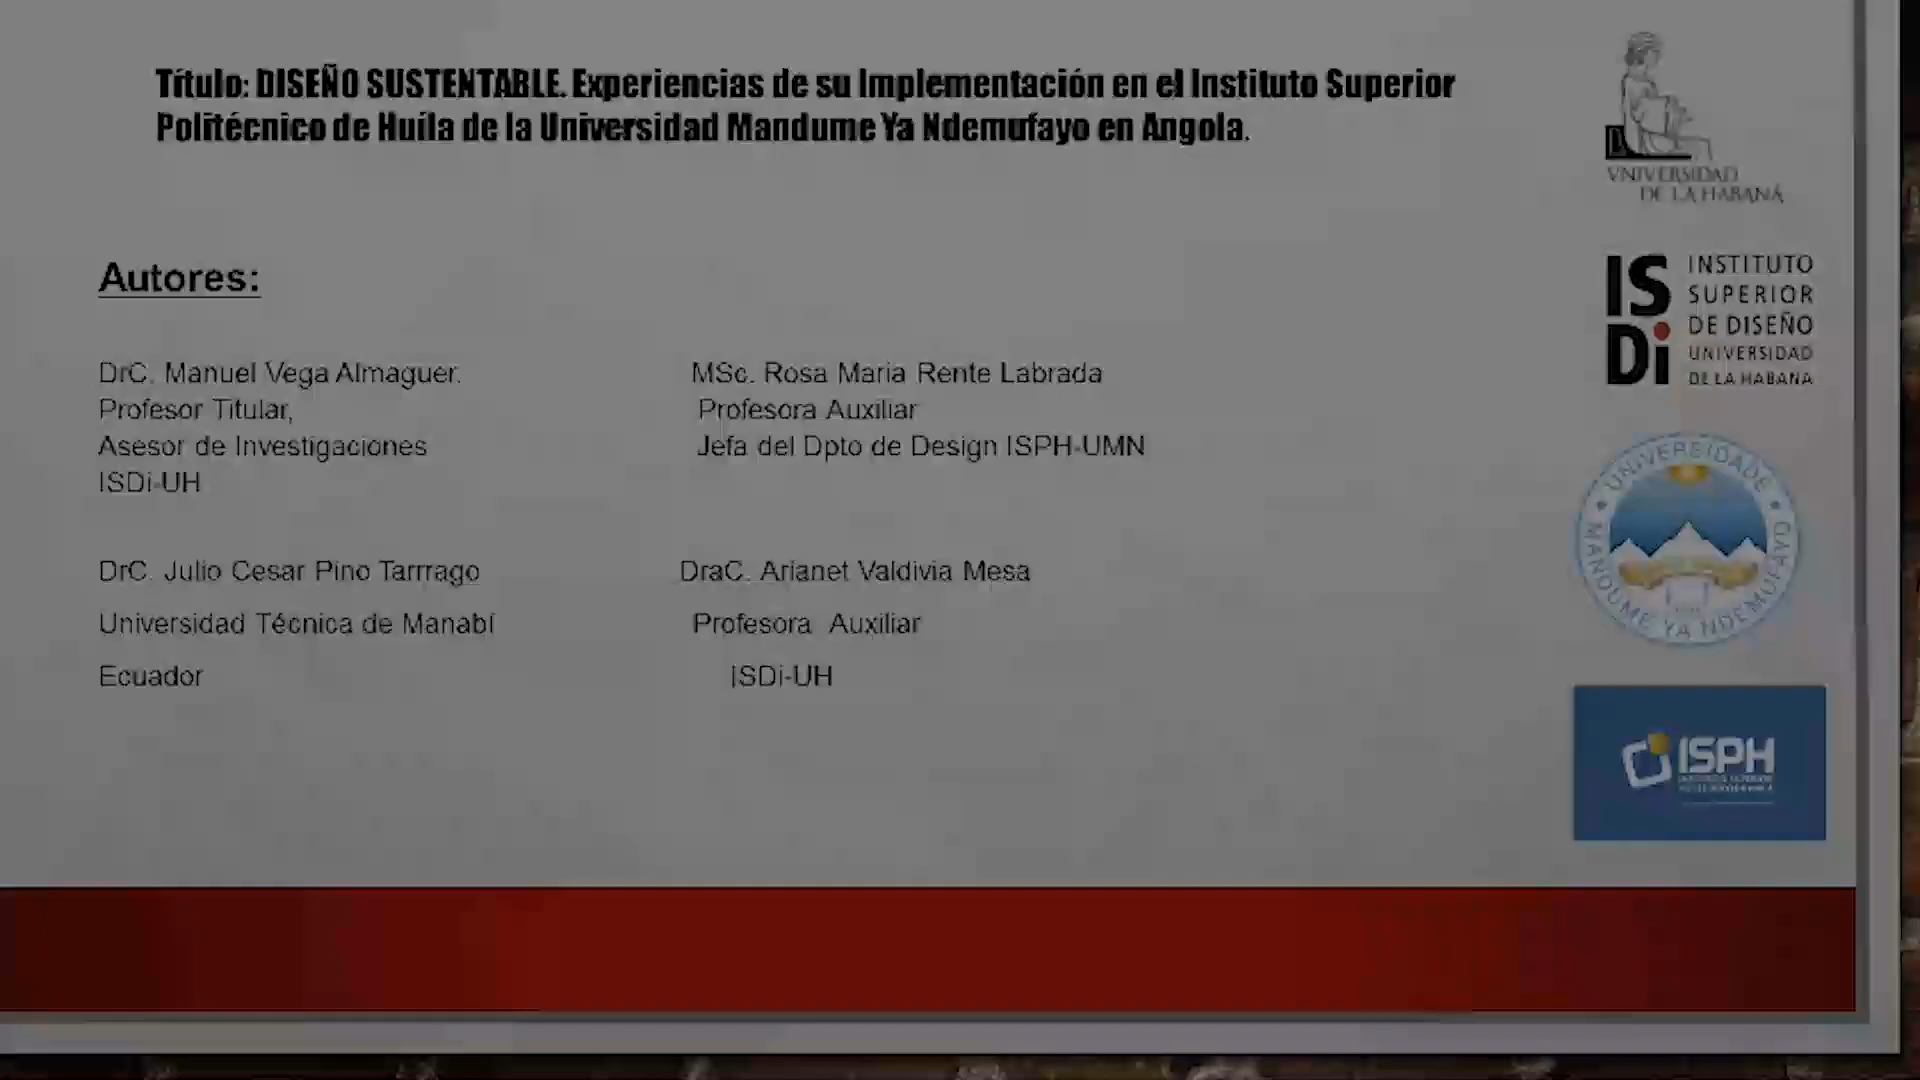 Título: DISEÑO SUSTENTABLE. Experiencias de su Implementación en el Instituto Superior
Politécnico de Huíla de la Universidad Mandume Ya Ndemufayo en Angola.
Autores:
DrC. Manuel Vega Almaguer.
Profesor Titular,
Asesor de Investigaciones
ISDi-UH
MSc. Rosa Maria Rente Labrada
Profesora Auxiliar
Jefa del Dpto de Design ISPH-UMN
DrC. Julio Cesar Pino Tarrrago
Universidad Técnica de Manabí
Ecuador
DraC. Arianet Valdivia Mesa
Profesora Auxiliar
ISDi-UH
VNIVERSIDAD
DE LA HABANA
IS
Di
INSTITUTO
SUPERIOR
DE DISEÑO
UNIVERSIDAD
DE LA HABANA
UNIVERSIDADE
MANDUME YA NDEMUFAYO
ISPH